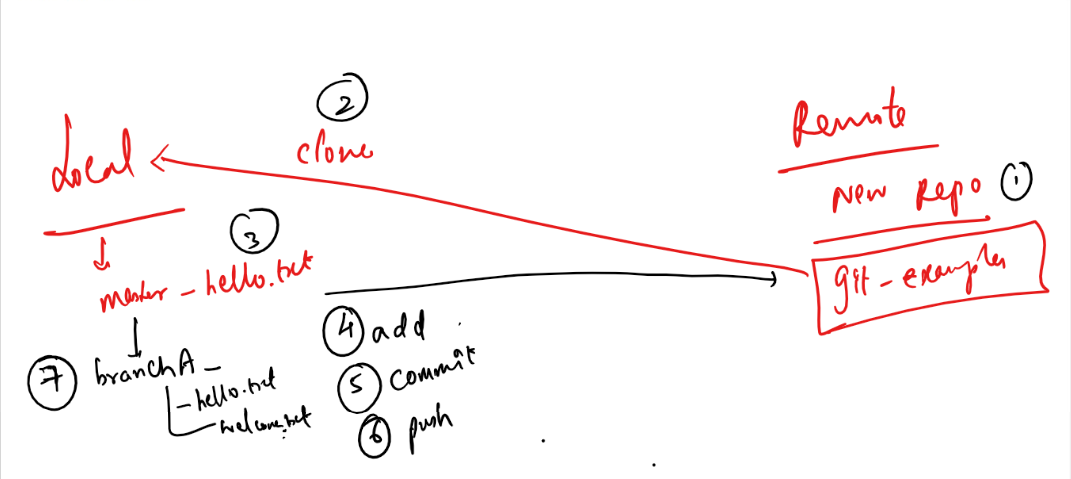 2
clone
Remote
Local
New Repo 1
3
master - hello.txt
git - examples
4 add
5 commit
6 push
7 branchA -
- hello.txt
- welcome.txt